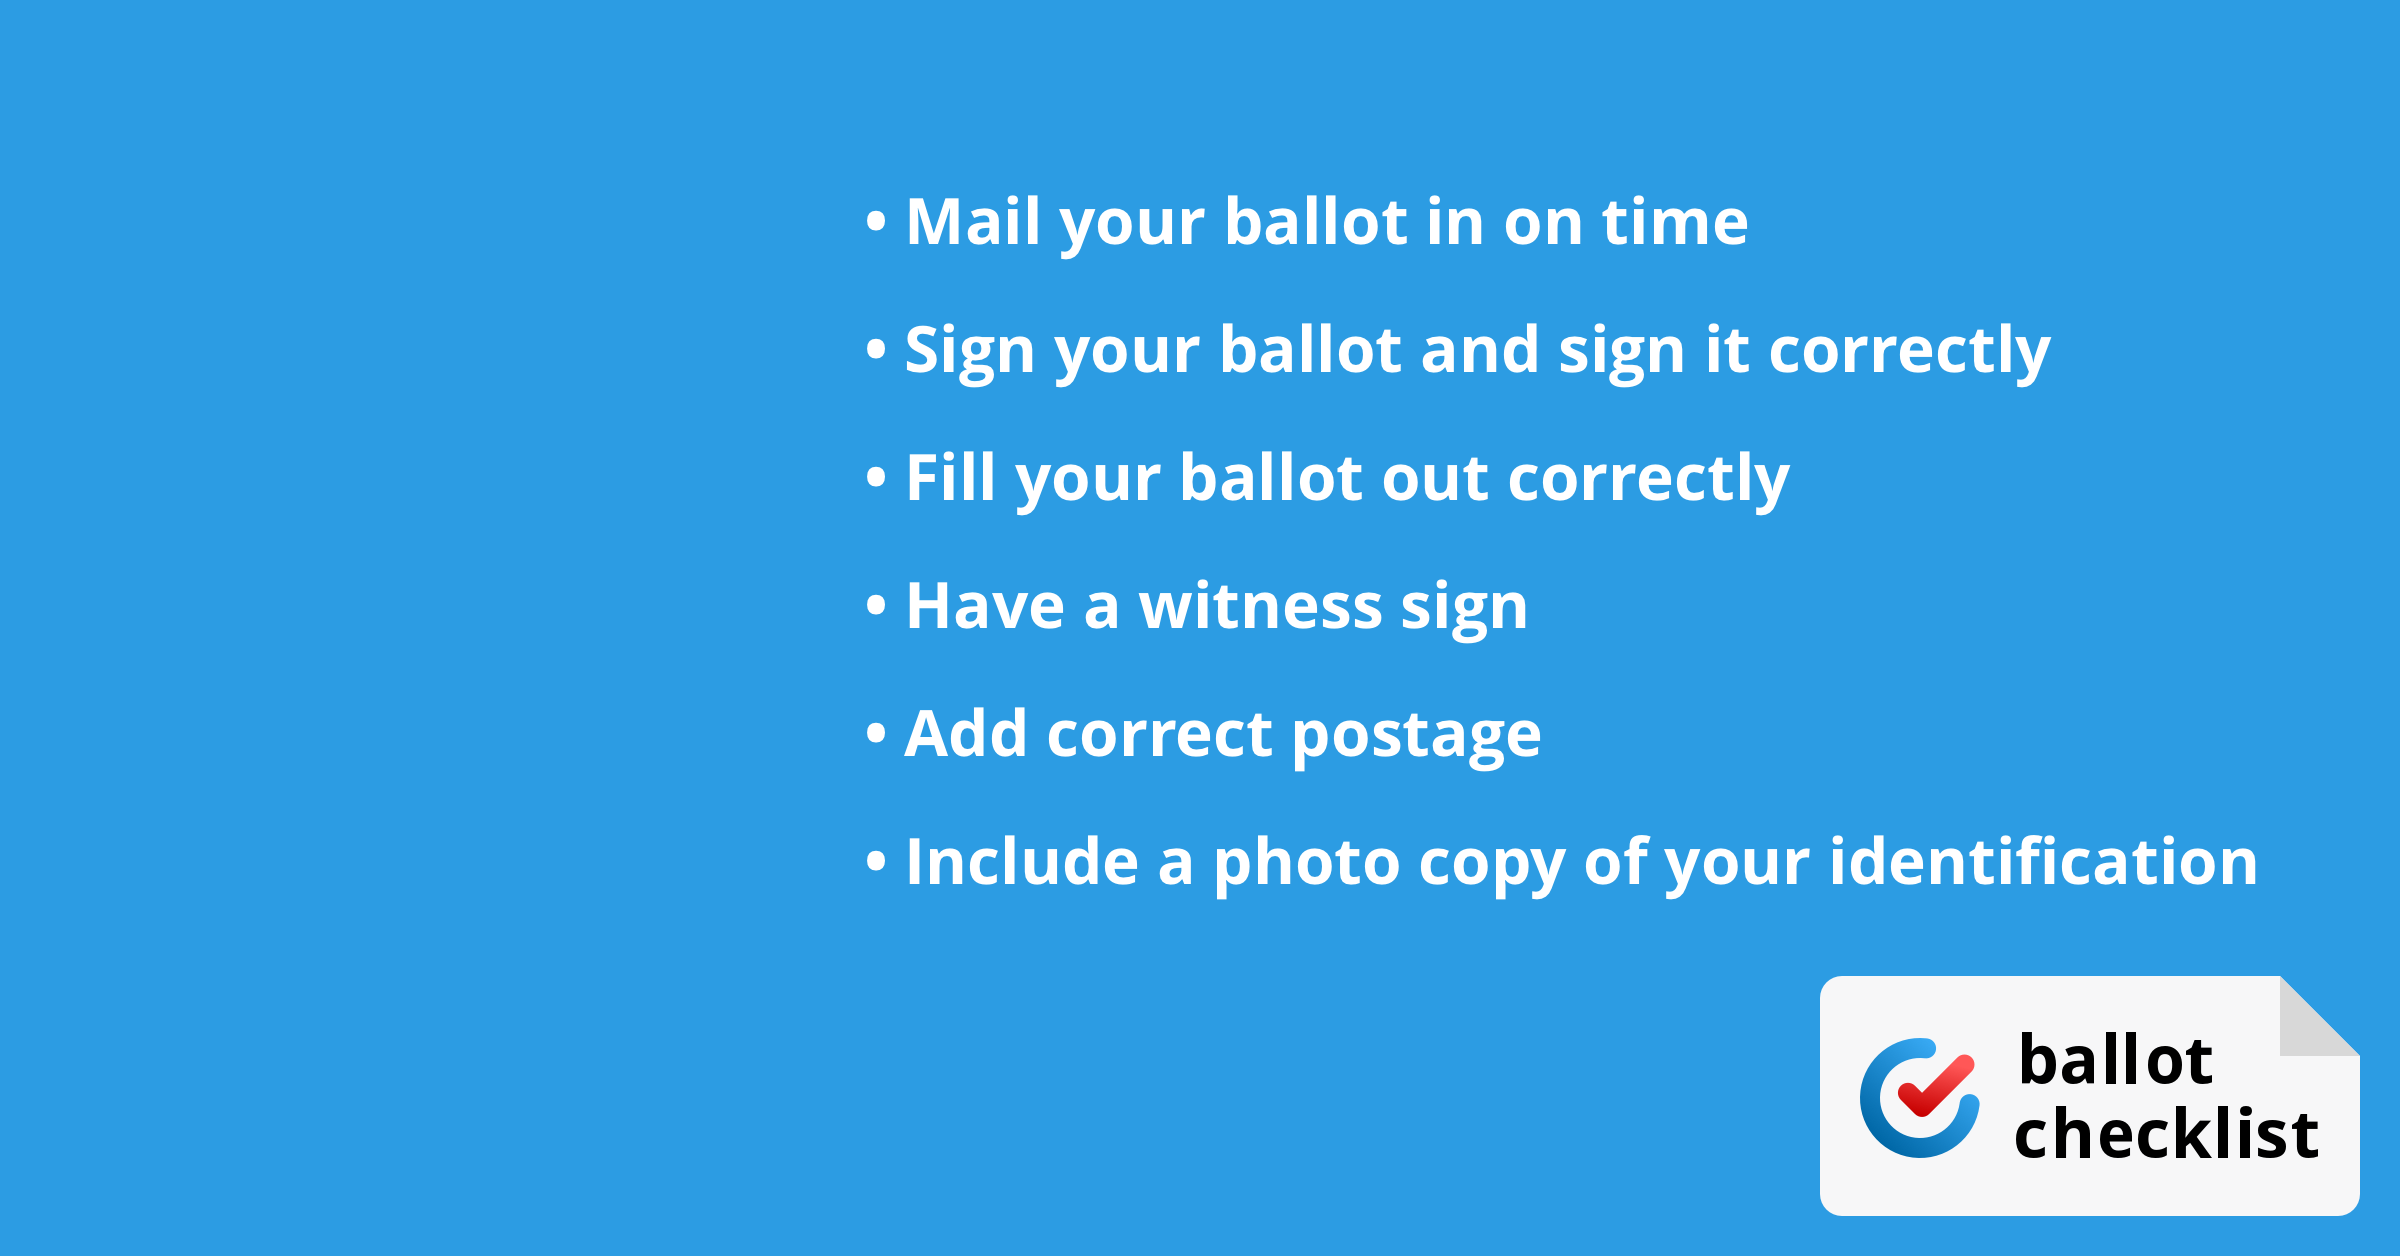 • Mail your ballot in on time
• Sign your ballot and sign it correctly
• Fill your ballot out correctly
• Have a witness sign
• Add correct postage
• Include a photo copy of your identification
ballot
checklist